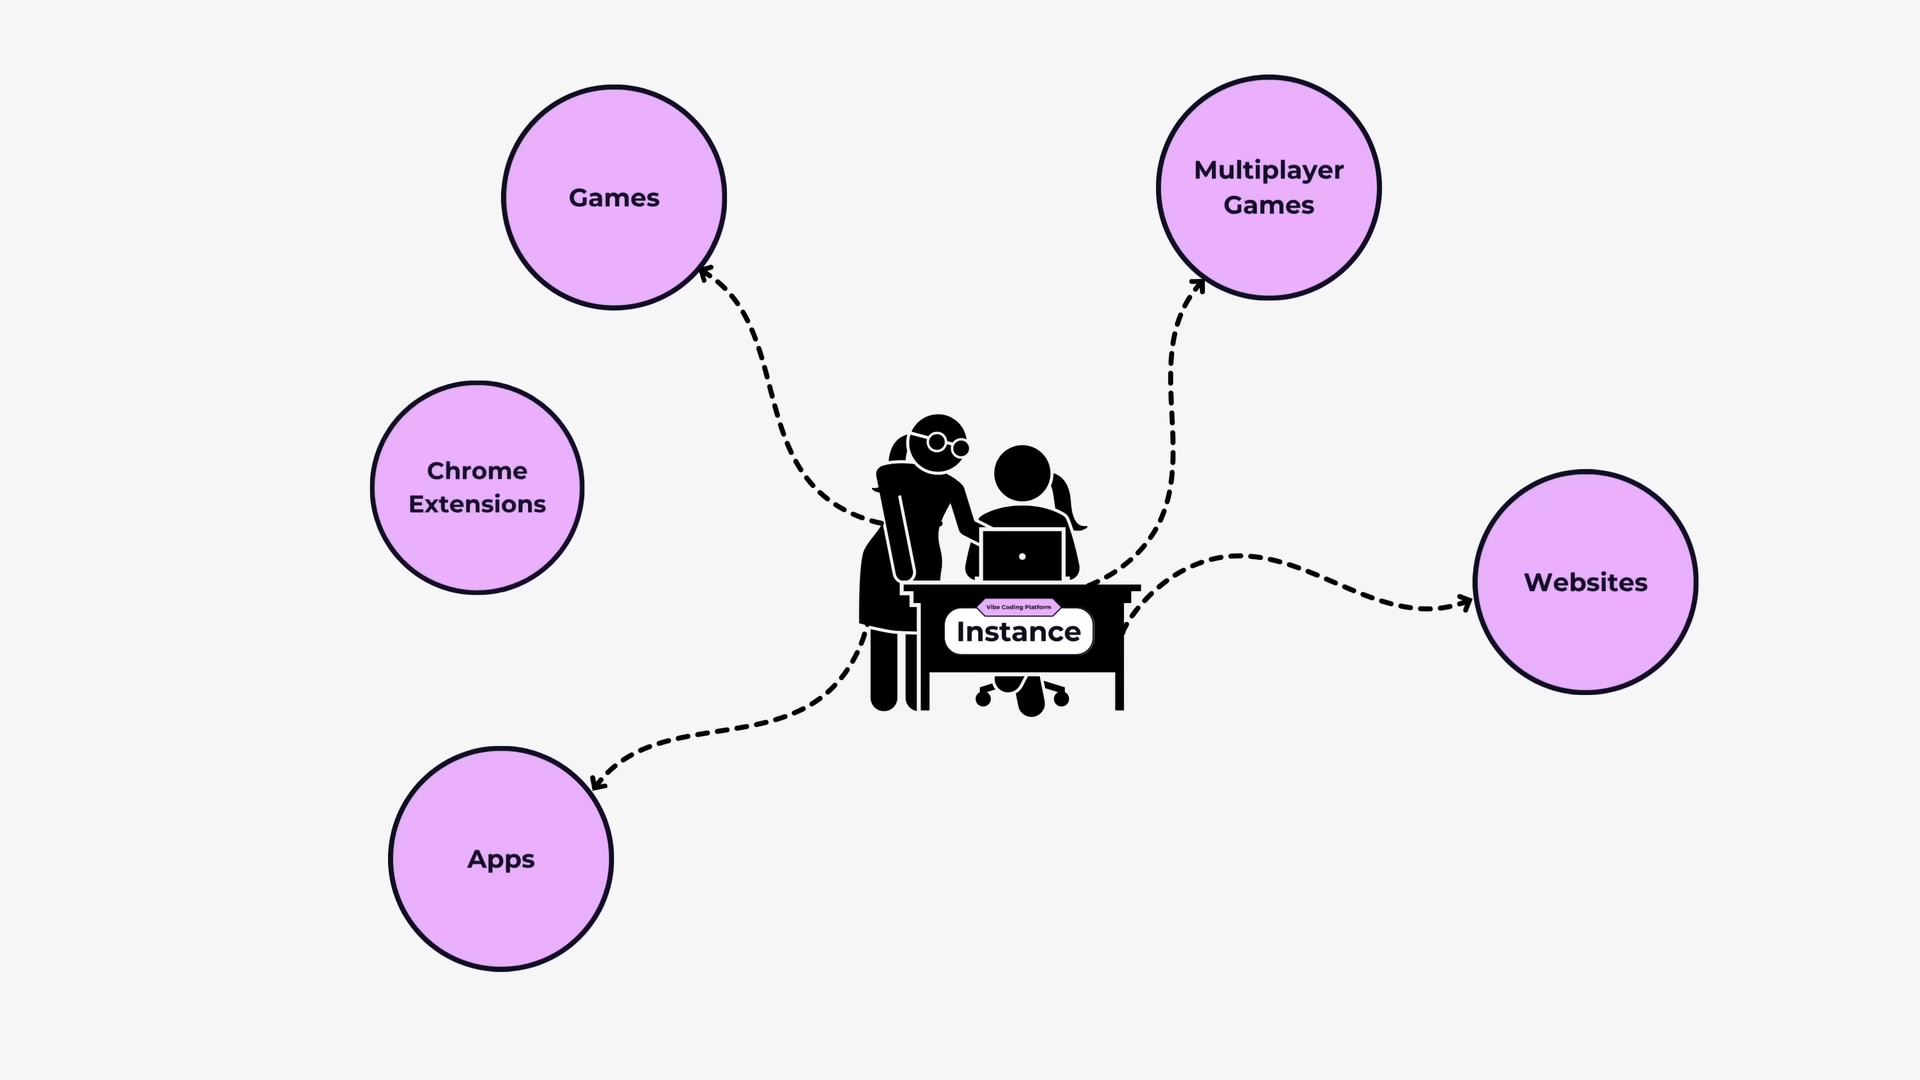 Games
Multiplayer
Games
Chrome
Extensions
Websites
Vibe Coding Platform
Instance
Apps